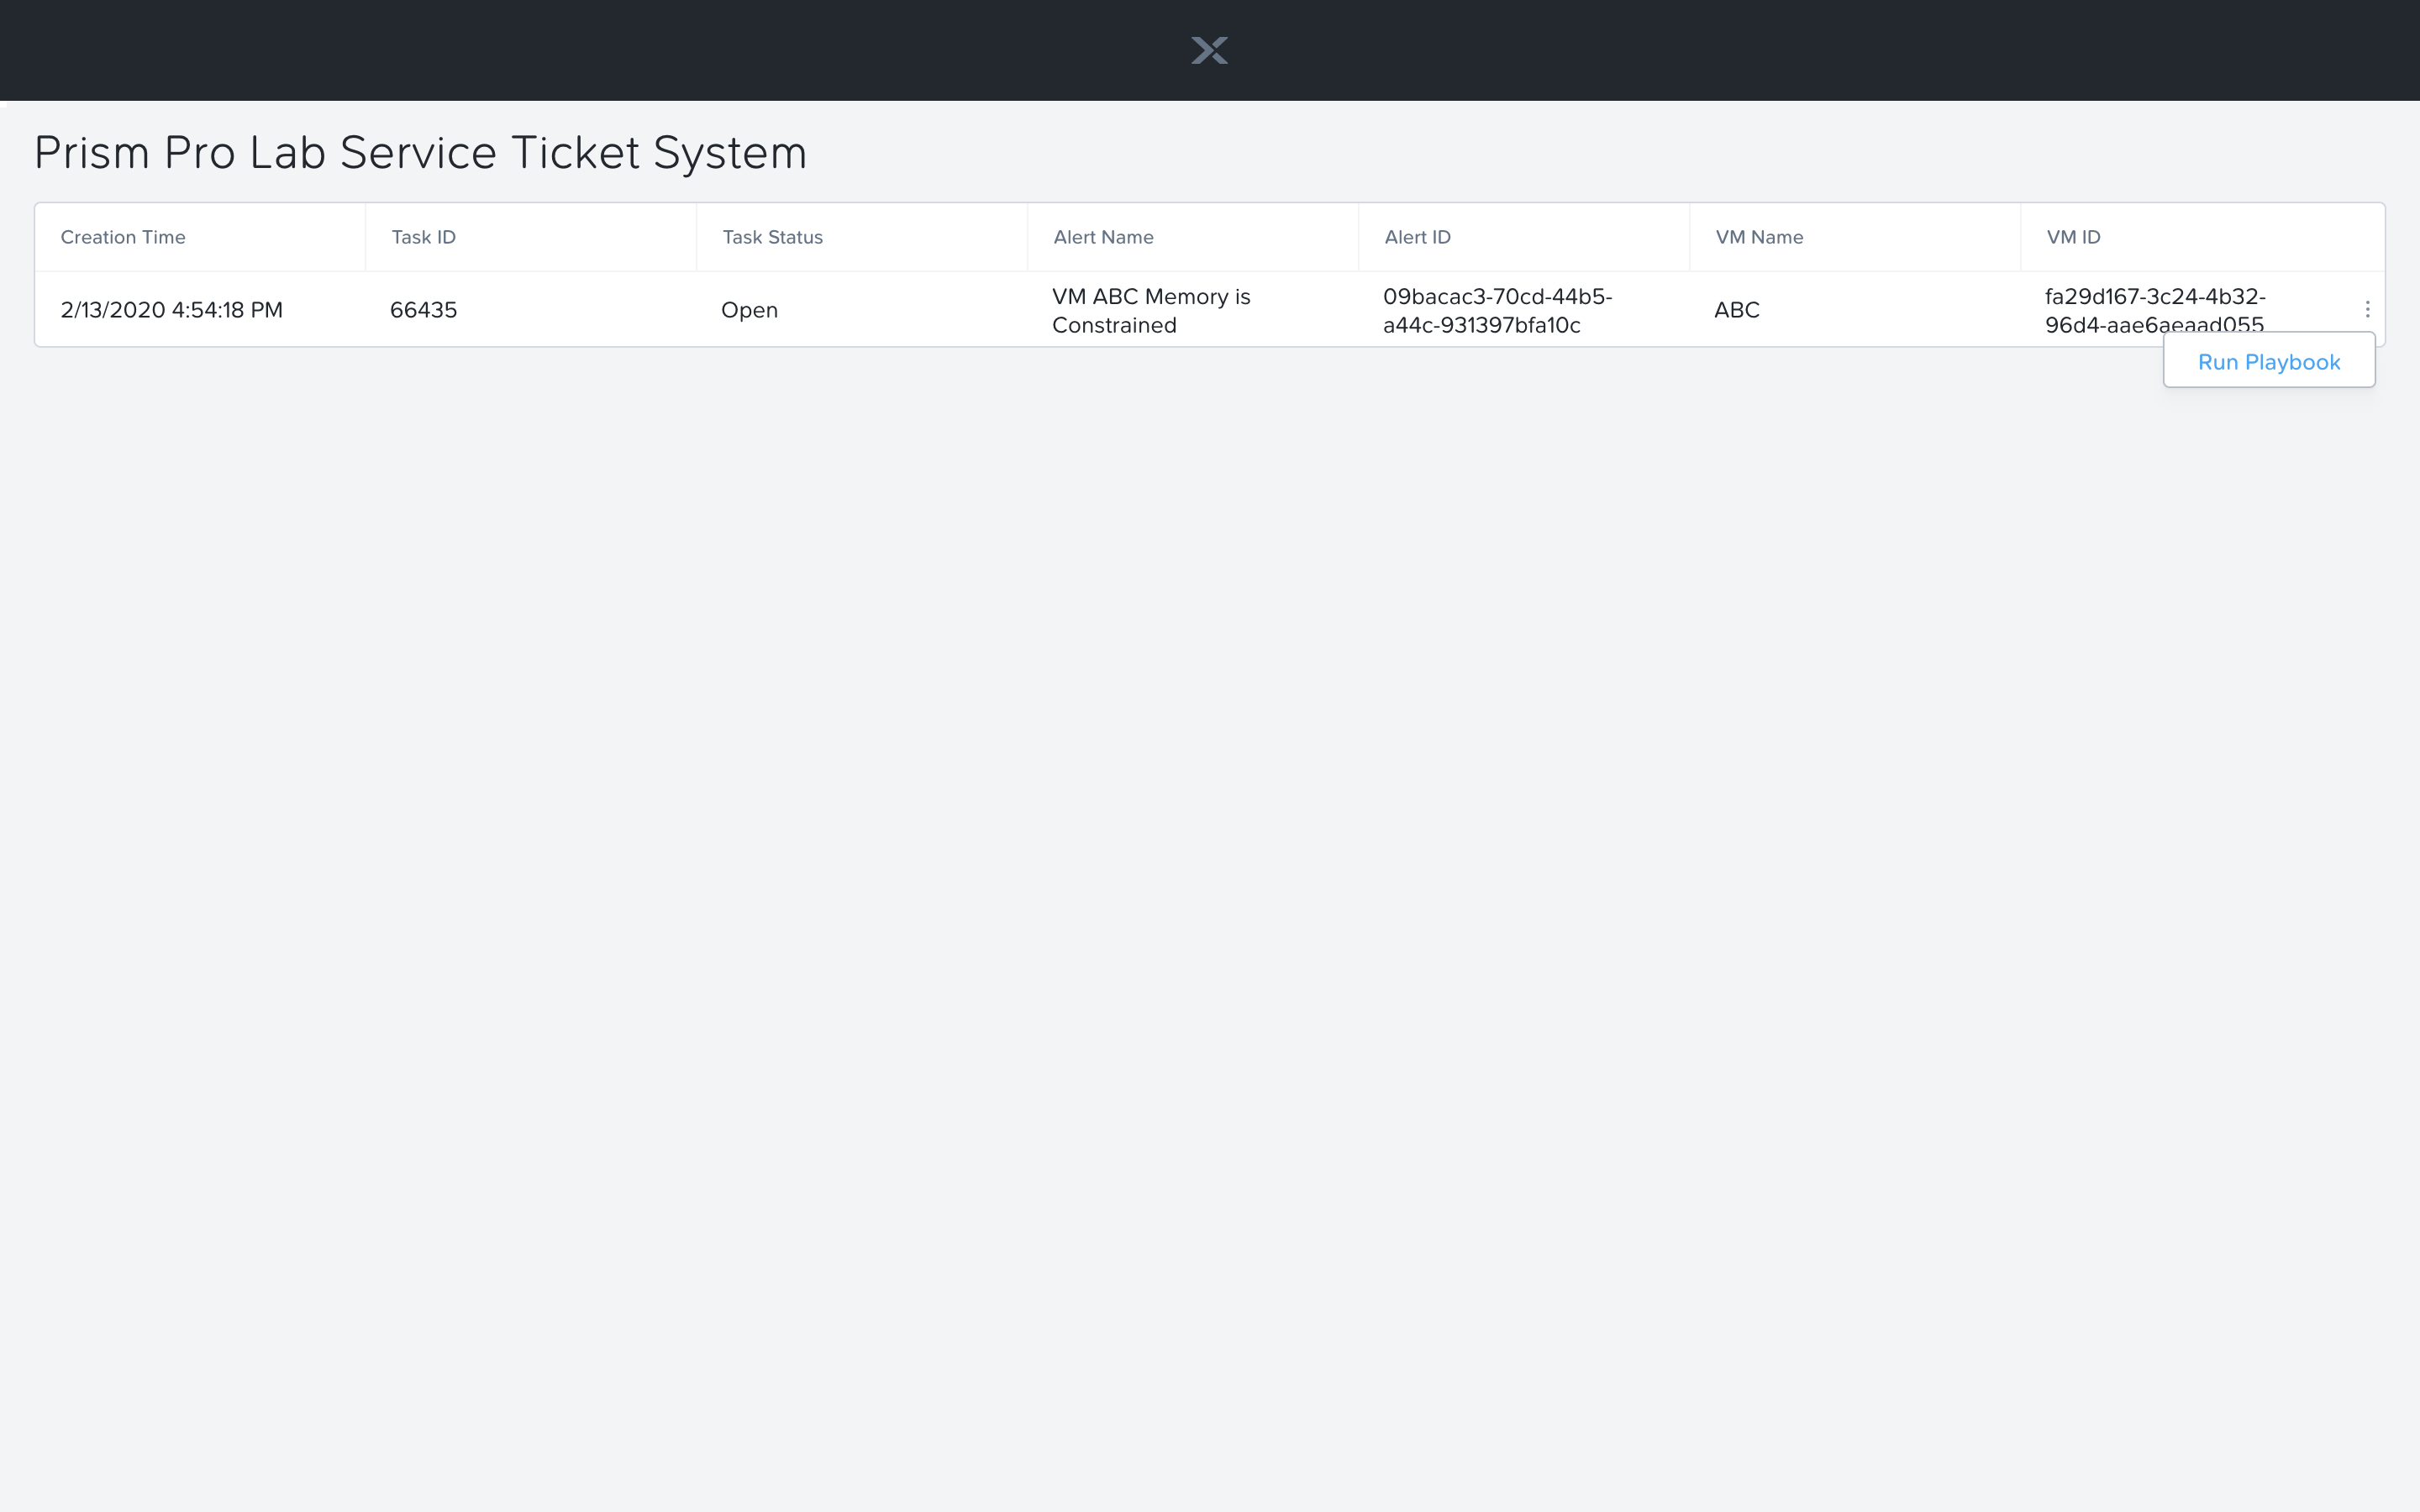 Prism Pro Lab Service Ticket System
Creation Time Task ID Task Status Alert Name Alert ID VM Name VM ID
2/13/2020 4:54:18 PM 66435 Open VM ABC Memory is 09bacac3-70cd-44b5- ABC fa29d167-3c24-4b32-
Constrained a44c-931397bfa10c 96d4-aae6aeaad055
Run Playbook